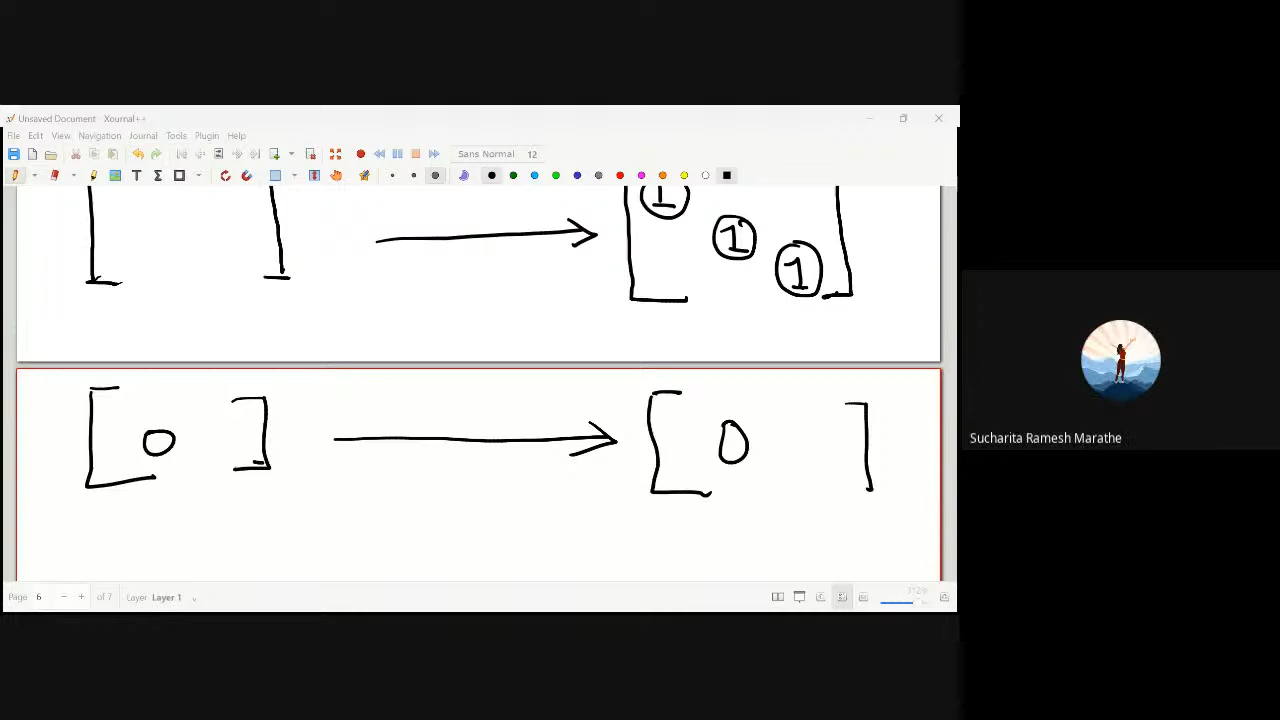 Unsaved Document Xournal++
File Edit View Navigation Journal Tools Plugin Help
Sans Normal 12
1
1
1
0 0
Sucharita Ramesh Marathe
Page 6 of 7 Layer Layer 1